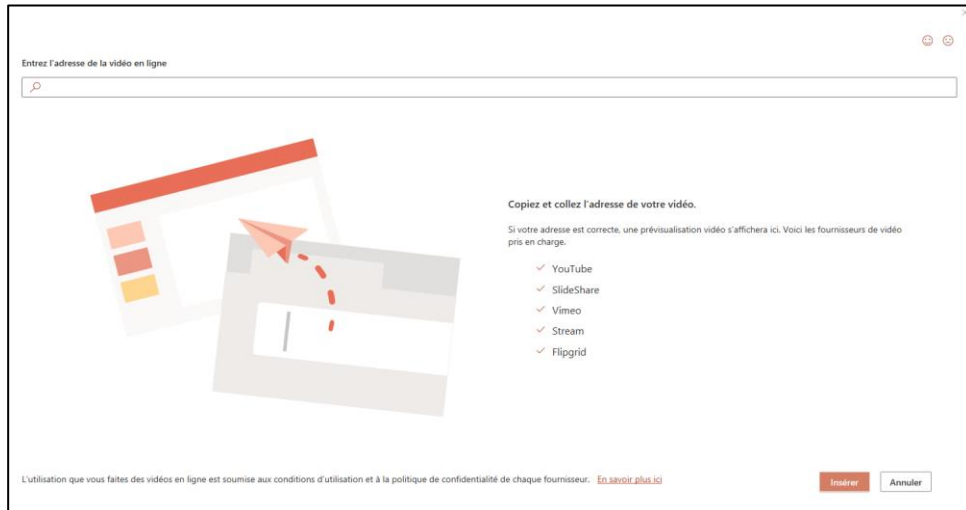 Entrez l'adresse de la vidéo en ligne
Copiez et collez l'adresse de votre vidéo.
Si votre adresse est correcte, une prévisualisation vidéo s'affichera ici. Voici les fournisseurs de vidéo
pris en charge.
YouTube
SlideShare
Vimeo
Stream
Flipgrid
L'utilisation que vous faites des vidéos en ligne est soumise aux conditions d'utilisation et à la politique de confidentialité de chaque fournisseur. En savoir plus ici
Insérer Annuler